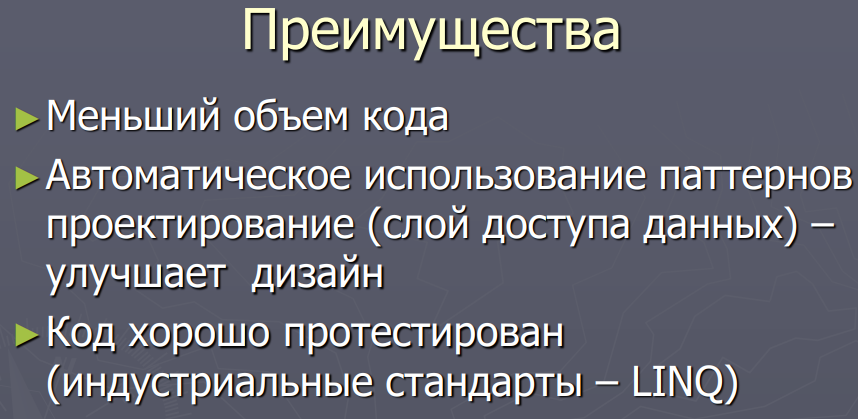 Преимущества
Меньший объем кода
Автоматическое использование паттернов
проектирование (слой доступа данных) –
улучшает дизайн
Код хорошо протестирован
(индустриальные стандарты – LINQ)